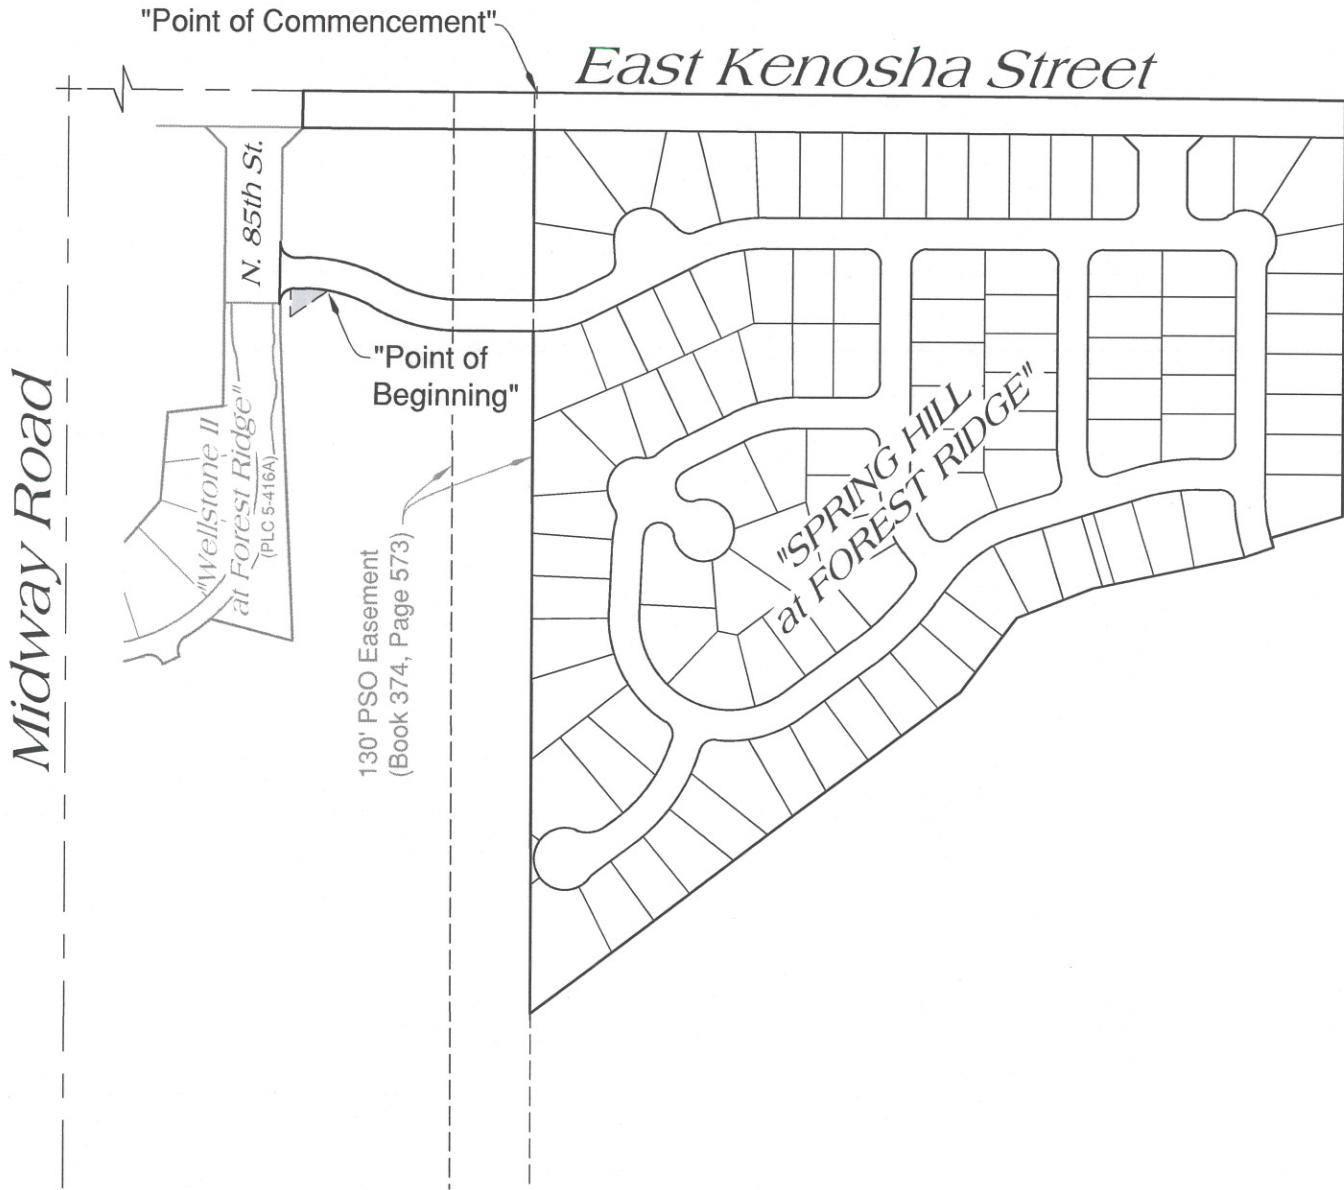 "Point of Commencement"
East Kenosha Street
N. 85th St.
"Point of
Beginning"
Midway Road
"Wellstone II
at Forest Ridge"
(PLC 5-416A)
130' PSO Easement
(Book 374, Page 573)
"SPRING HILL
at FOREST RIDGE"